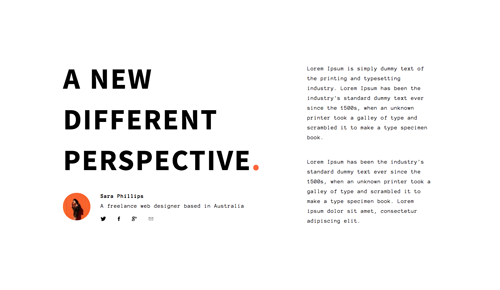 A NEW
DIFFERENT
PERSPECTIVE.
Sara Phillips
A freelance web designer based in Australia
Lorem Ipsum is simply dummy text of
the printing and typesetting
industry. Lorem Ipsum has been the
industry's standard dummy text ever
since the 1500s, when an unknown
printer took a galley of type and
scrambled it to make a type specimen
book.
Lorem Ipsum has been the industry's
standard dummy text ever since the
1500s, when an unknown printer took a
galley of type and scrambled it to
make a type specimen book. Lorem
ipsum dolor sit amet, consectetur
adipiscing elit.